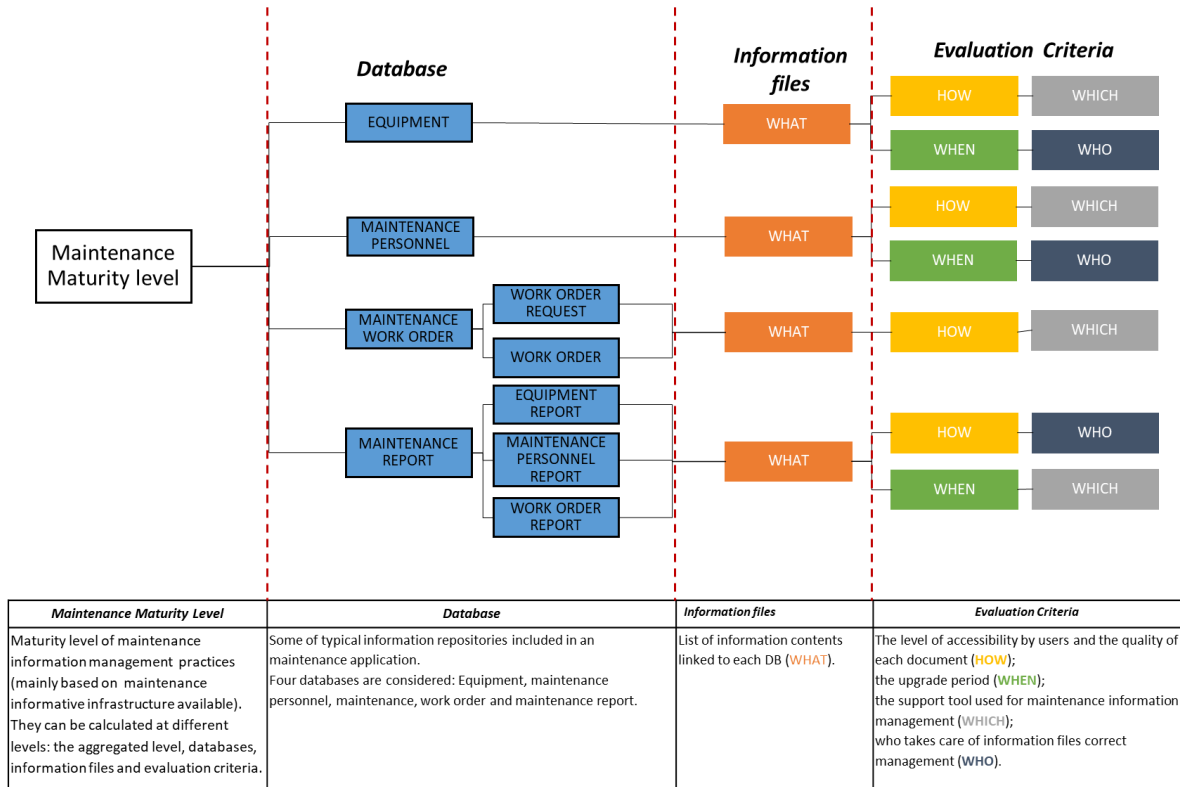 Database
Information
files
Evaluation Criteria
HOW
WHICH
EQUIPMENT
WHAT
WHEN
WHO
HOW
WHICH
MAINTENANCE
PERSONNEL
WHAT
WHEN
WHO
Maintenance
Maturity level
WORK ORDER
REQUEST
MAINTENANCE
WORK ORDER
WHAT
HOW
WHICH
WORK ORDER
EQUIPMENT
REPORT
HOW
WHO
MAINTENANCE
REPORT
MAINTENANCE
PERSONNEL
REPORT
WHAT
WHEN
WHICH
WORK ORDER
REPORT
Maintenance Maturity Level
Maturity level of maintenance
information management practices
(mainly based on maintenance
informative infrastructure available).
They can be calculated at different
levels: the aggregated level, databases,
information files and evaluation criteria.
Database
Some of typical information repositories included in an
maintenance application.
Four databases are considered: Equipment, maintenance
personnel, maintenance, work order and maintenance report.
Information files
List of information contents
linked to each DB (WHAT).
Evaluation Criteria
The level of accessibility by users and the quality of
each document (HOW);
the upgrade period (WHEN);
the support tool used for maintenance information
management (WHICH);
who takes care of information files correct
management (WHO).